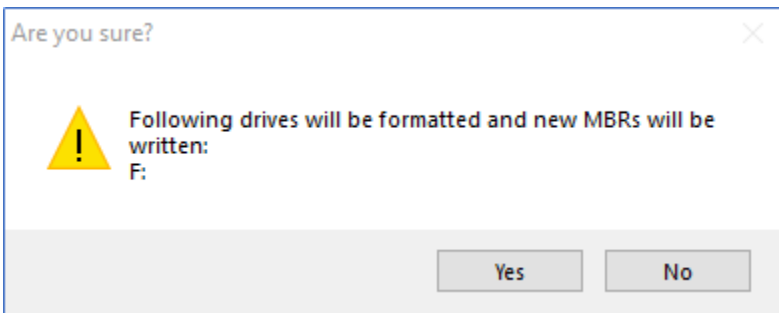 Are you sure?
Following drives will be formatted and new MBRs will be
written:
F:
Yes
No